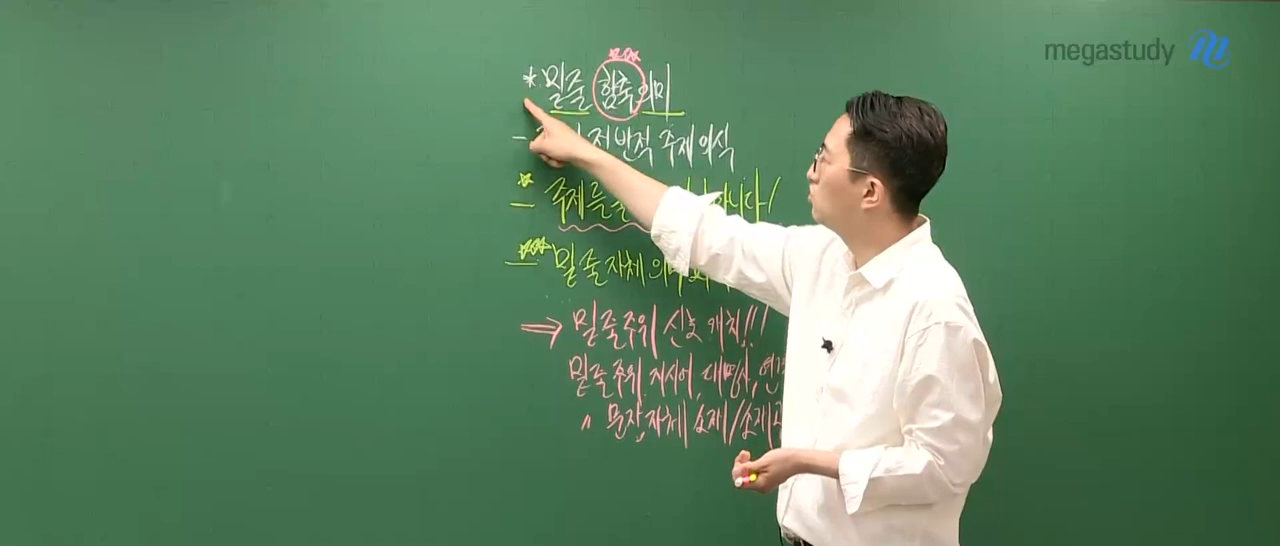 megastudy
* 밑줄 함축 의미
- 전반적 주제 의식
- 주제를
- 밑줄 자체 의미
⇒ 밑줄 주위 신호 캐치!!!
밑줄 주위 지시어, 대명사,
〃 문장 자체 소재/소재